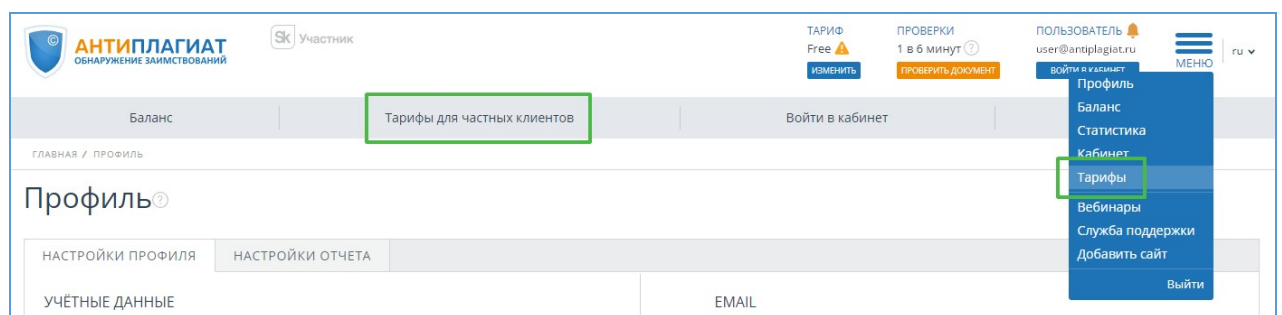 © АНТИПЛАГИАТ
ОБНАРУЖЕНИЕ ЗАИМСТВОВАНИЙ
Sk Участник
ТАРИФ
Free
ИЗМЕНИТЬ
ПРОВЕРКИ
1 в 6 минут ?
ПРОВЕРИТЬ ДОКУМЕНТ
ПОЛЬЗОВАТЕЛЬ
user@antiplagiat.ru
ВОЙТИ В КАБИНЕТ
МЕНЮ
ru
Баланс
Тарифы для частных клиентов
Войти в кабинет
Профиль
Баланс
Статистика
Кабинет
Тарифы
Вебинары
Служба поддержки
Добавить сайт
Выйти
ГЛАВНАЯ / ПРОФИЛЬ
Профиль ?
НАСТРОЙКИ ПРОФИЛЯ
НАСТРОЙКИ ОТЧЕТА
УЧЁТНЫЕ ДАННЫЕ
EMAIL